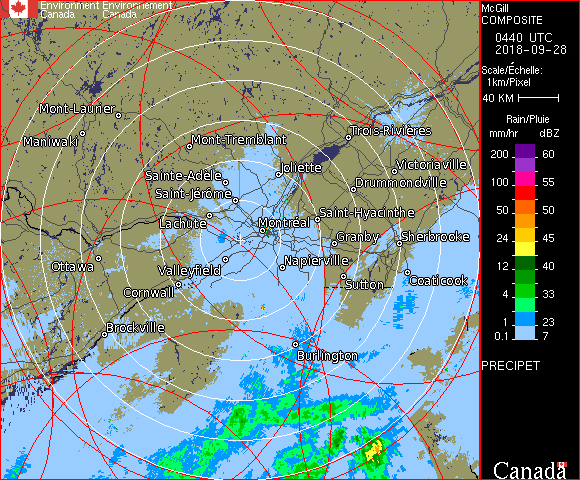 Environment Environnement
Canada Canada
McGill
COMPOSITE
0440 UTC
2018-09-28
Scale/Échelle:
1km/Pixel
40 KM
Rain/Pluie
mm/hr dBZ
200 60
100 55
50 50
24 45
12 40
4 33
1 23
0.1 7
PRECIPET
Canada
Mont-Laurier
Maniwaki
Mont-Tremblant
Trois-Rivières
Sainte-Adèle
Joliette
Victoriaville
Saint-Jérôme
Drummondville
Lachute
Montréal
Saint-Hyacinthe
Granby
Sherbrooke
Ottawa
Valleyfield
Napierville
Cornwall
Sutton
Coaticook
Brockville
Burlington